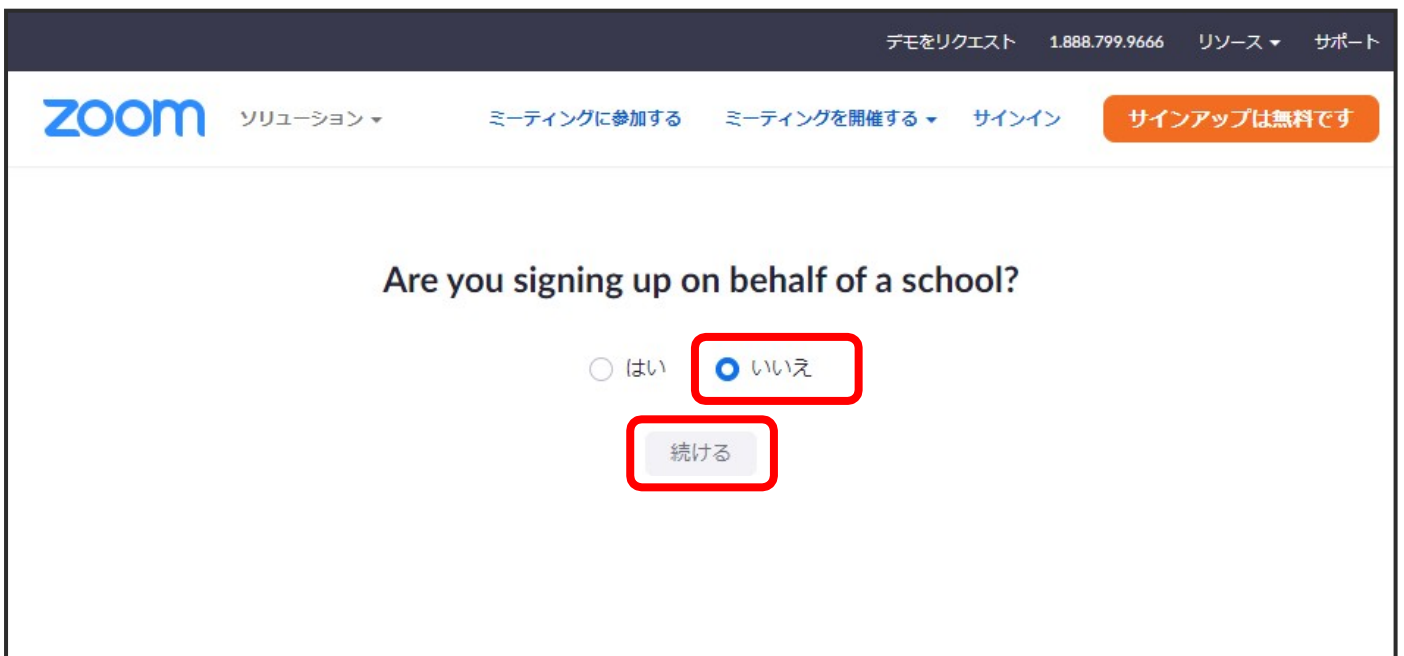 デモをリクエスト 1.888.799.9666 リソース サポート
zoom ソリューション ミーティングに参加する ミーティングを開催する サインイン サインアップは無料です
Are you signing up on behalf of a school?
はい いいえ
続ける